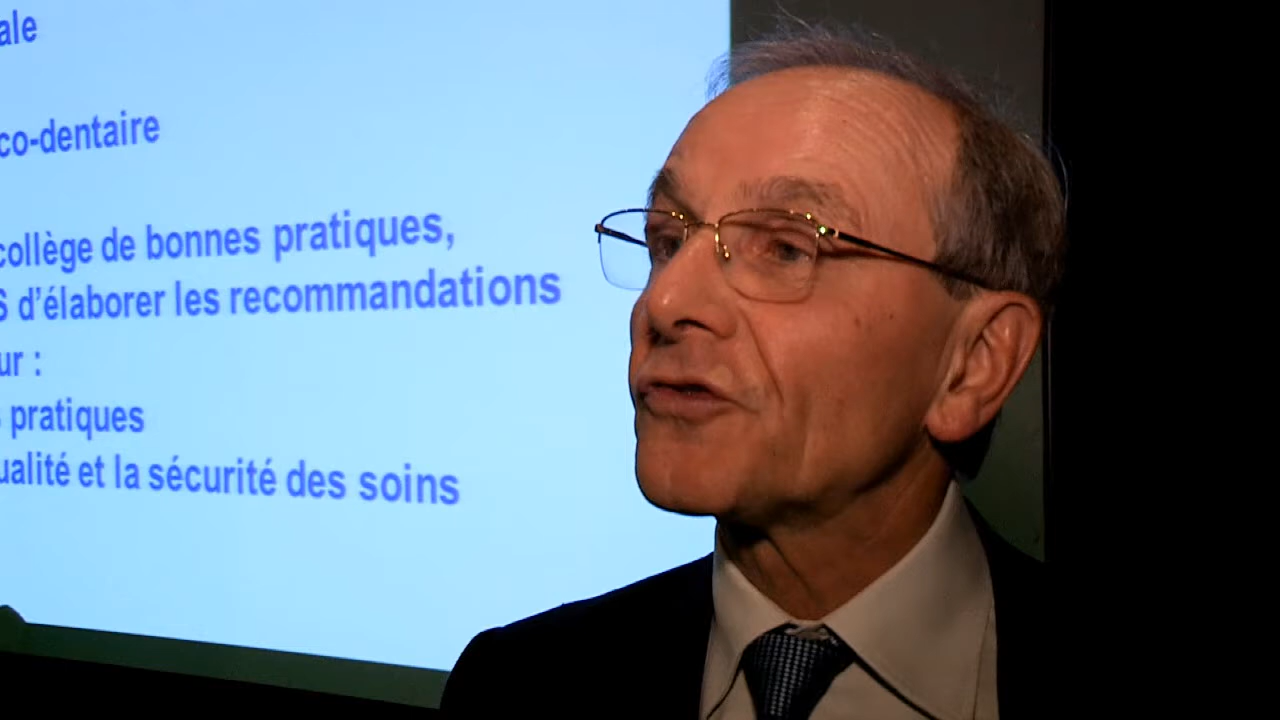 ale
co-dentaire
collège de bonnes pratiques,
S d'élaborer les recommandations
ur :
s pratiques
ualité et la sécurité des soins